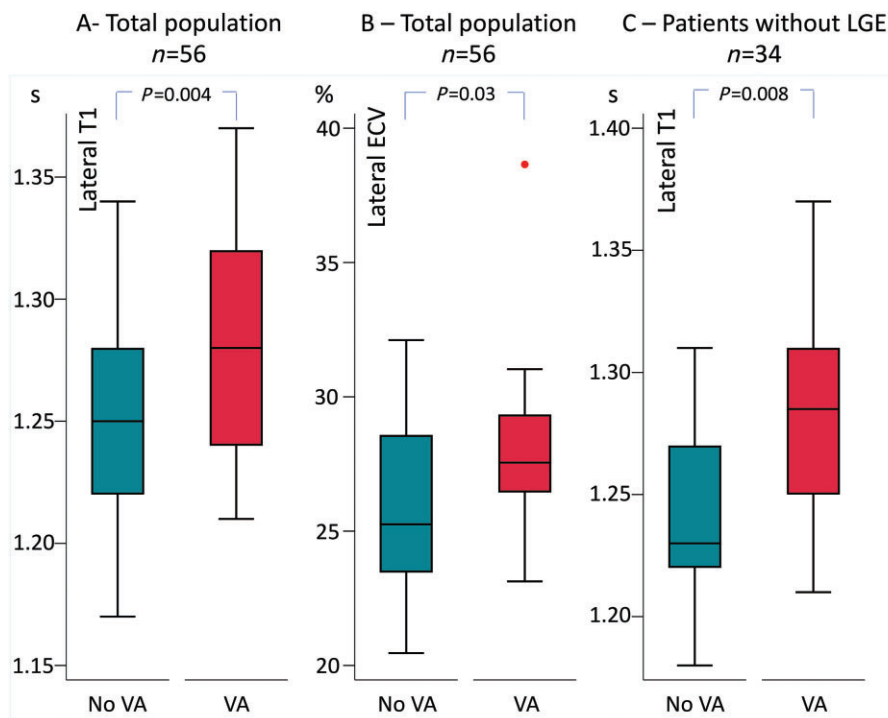 A- Total population
n=56
s
P=0.004
Lateral T1
1.35
1.30
1.25
1.20
1.15
No VA
VA
B – Total population
n=56
%
P=0.03
Lateral ECV
40
35
30
25
20
No VA
VA
C – Patients without LGE
n=34
s
P=0.008
Lateral T1
1.40
1.35
1.30
1.25
1.20
No VA
VA